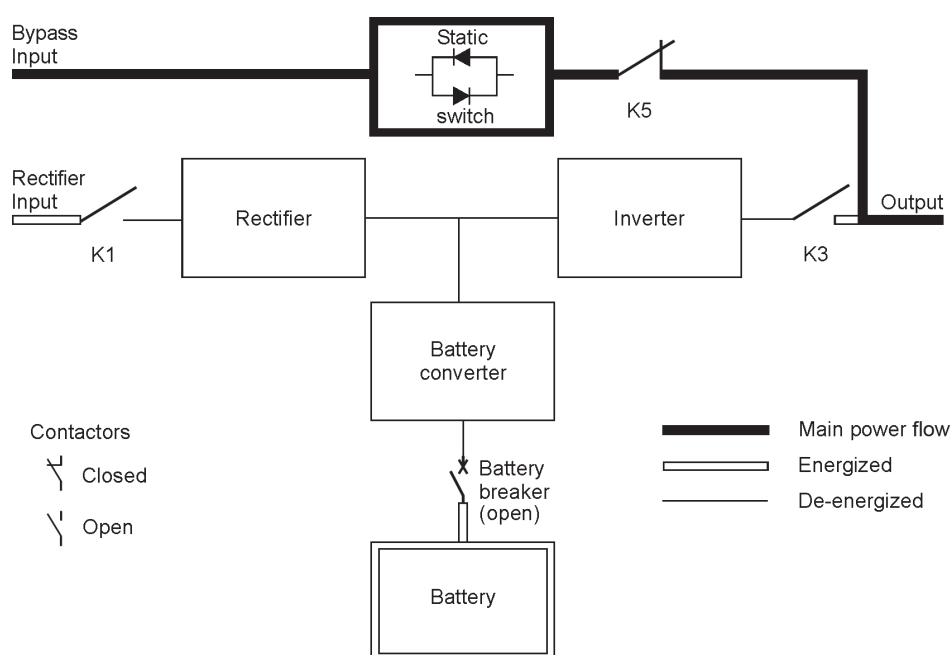 Bypass
Input
Static
switch
K5
Rectifier
Input
K1
Rectifier
Inverter
K3
Output
Battery
converter
Contactors
Closed
Open
Battery
breaker
(open)
Battery
Main power flow
Energized
De-energized